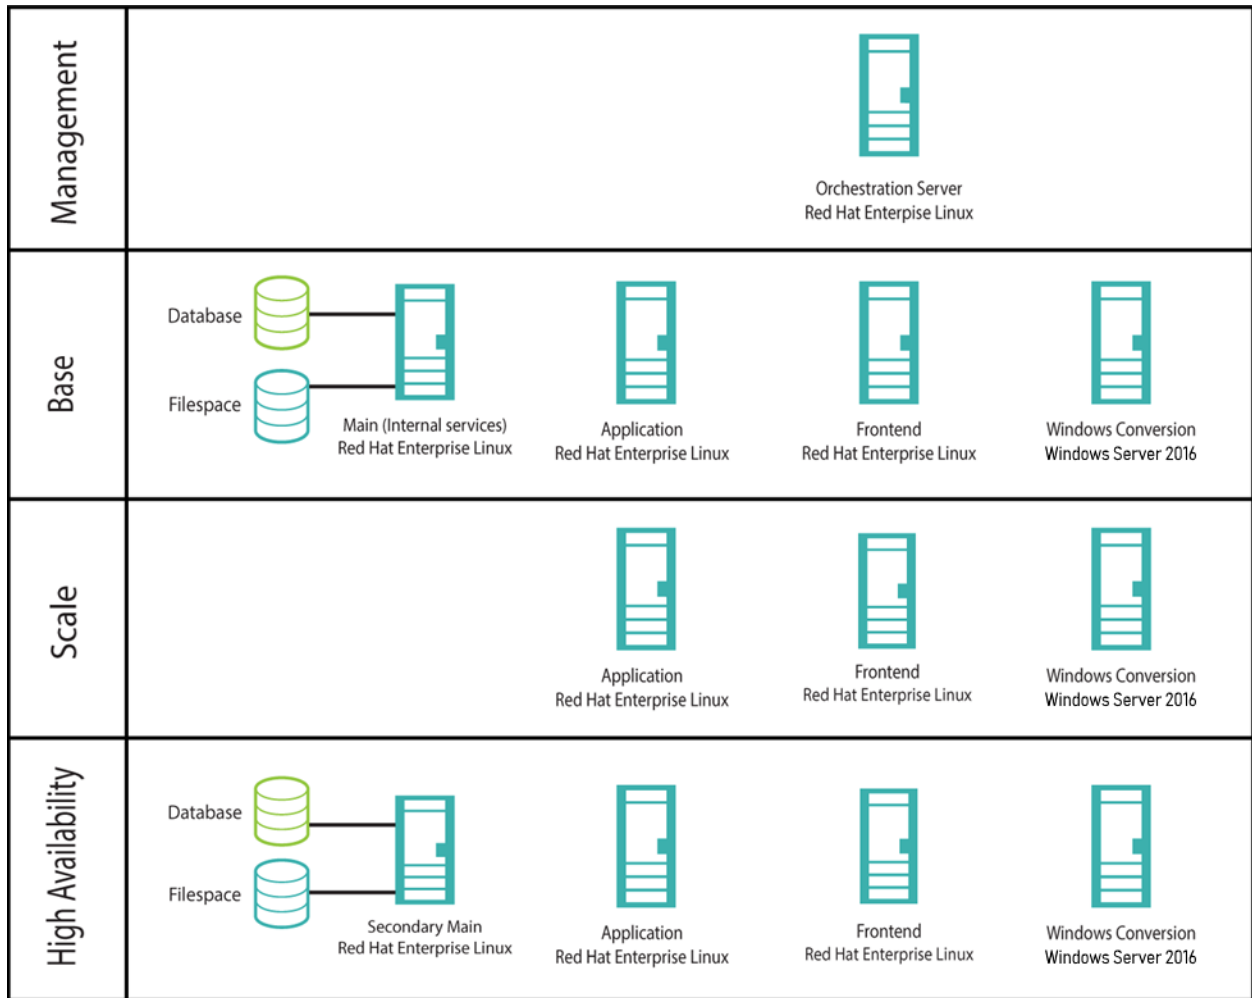 Management
Orchestration Server
Red Hat Enterpise Linux
Base
Database
Filespace
Main (Internal services)
Red Hat Enterprise Linux
Application
Red Hat Enterprise Linux
Frontend
Red Hat Enterprise Linux
Windows Conversion
Windows Server 2016
Scale
Application
Red Hat Enterprise Linux
Frontend
Red Hat Enterprise Linux
Windows Conversion
Windows Server 2016
High Availability
Database
Filespace
Secondary Main
Red Hat Enterprise Linux
Application
Red Hat Enterprise Linux
Frontend
Red Hat Enterprise Linux
Windows Conversion
Windows Server 2016